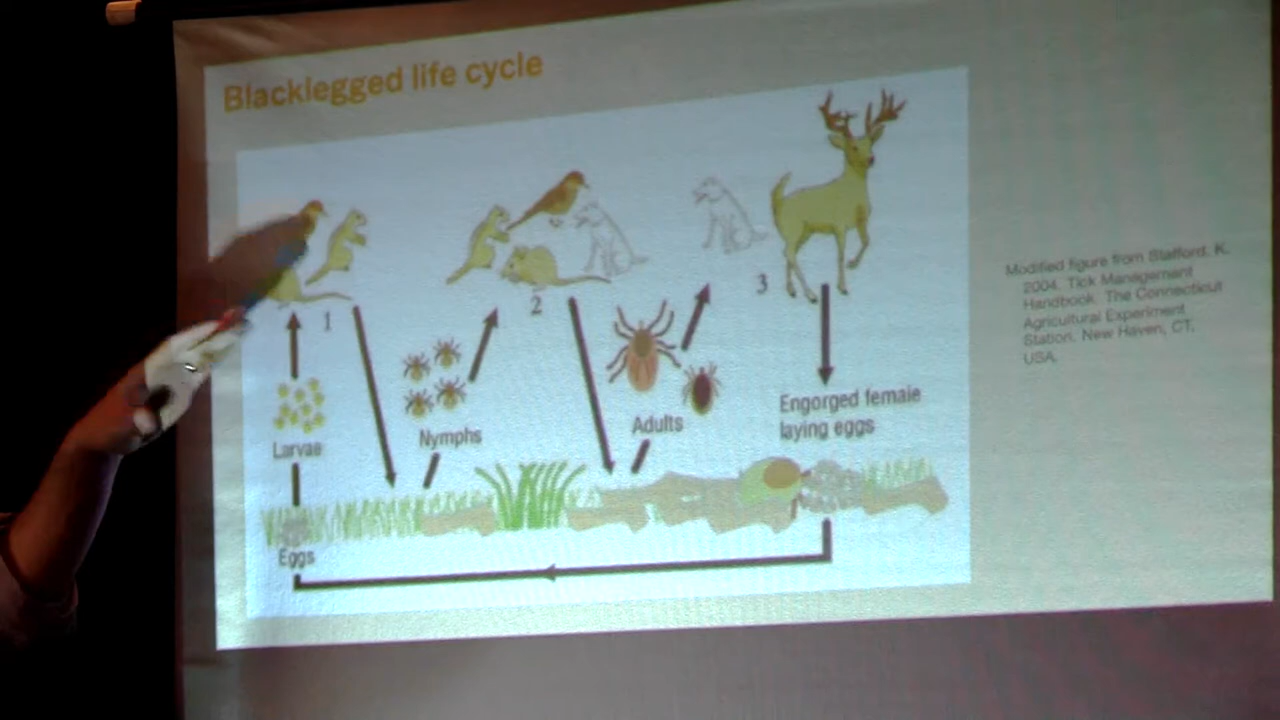 Blacklegged life cycle
1
2
3
Larvae
Nymphs
Adults
Engorged female
laying eggs
Eggs
Modified figure from Stafford, K.
2004. Tick Management
Handbook. The Connecticut
Agricultural Experiment
Station. New Haven, CT,
USA.